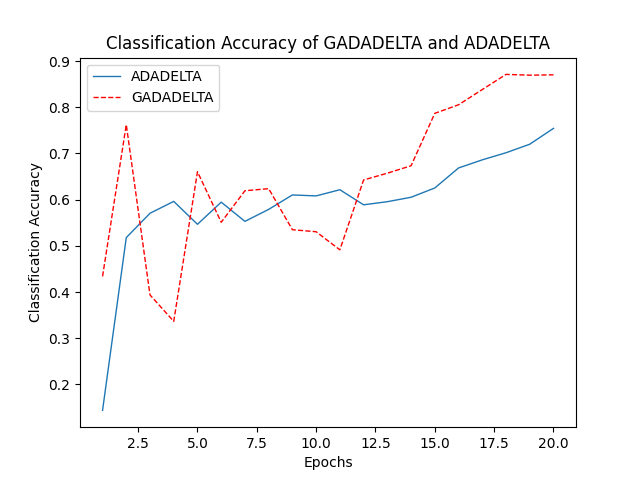 Classification Accuracy of GADADELTA and ADADELTA
ADADELTA
GADADELTA
Classification Accuracy
0.9
0.8
0.7
0.6
0.5
0.4
0.3
0.2
2.5 5.0 7.5 10.0 12.5 15.0 17.5 20.0
Epochs